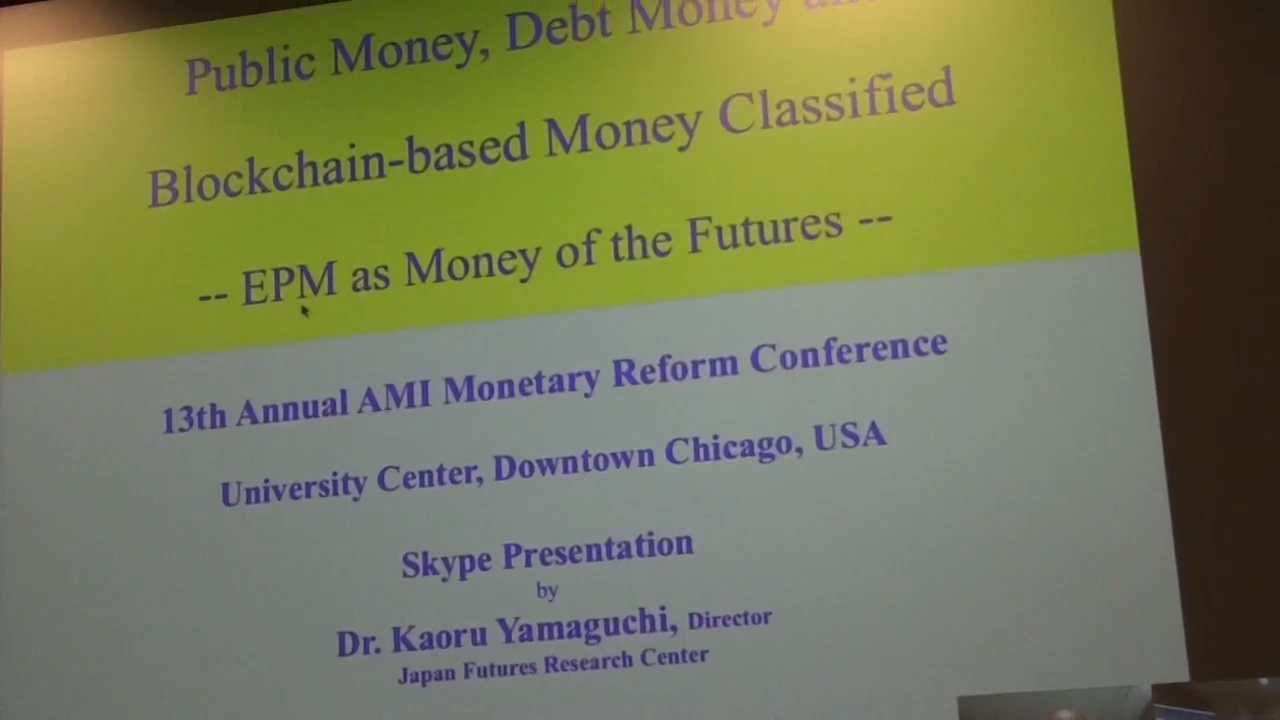 Public Money, Debt Money and
Blockchain-based Money Classified
-- EPM as Money of the Futures --
13th Annual AMI Monetary Reform Conference
University Center, Downtown Chicago, USA
Skype Presentation
by
Dr. Kaoru Yamaguchi, Director
Japan Futures Research Center